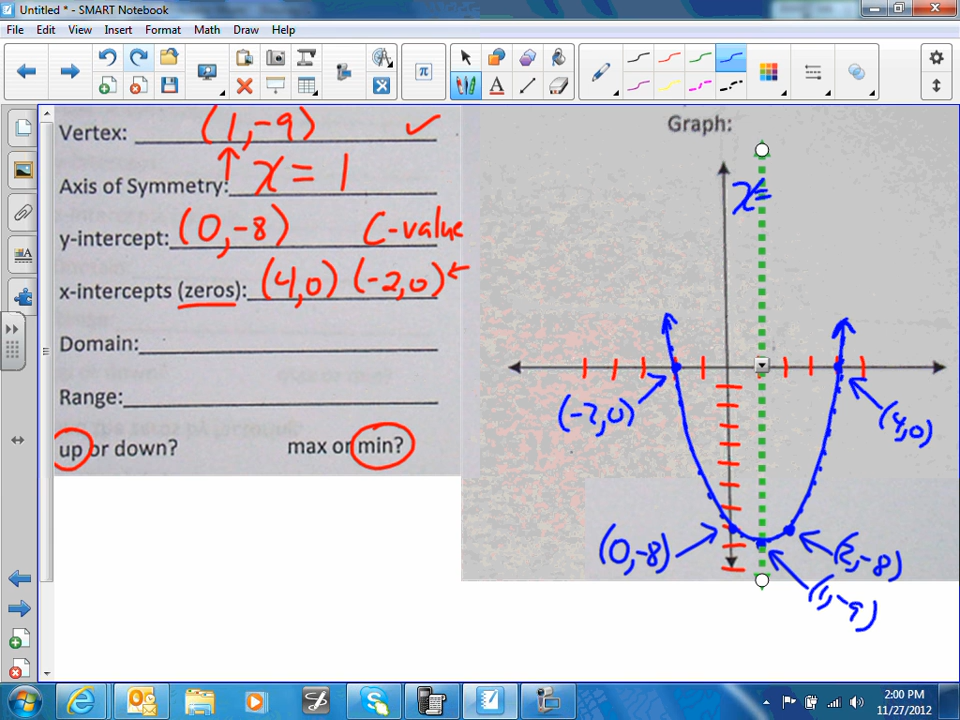 Untitled * - SMART Notebook
File Edit View Insert Format Math Draw Help
π
A
Vertex: (1,-9) ✓
Axis of Symmetry: x = 1
y-intercept: (0,-8) C-value
x-intercepts (zeros): (4,0) (-2,0)
Domain:
Range:
up or down? max or min?
Graph:
x=
(-2,0)
(4,0)
(0,-8)
(2,-8)
(1,-9)
2:00 PM
11/27/2012